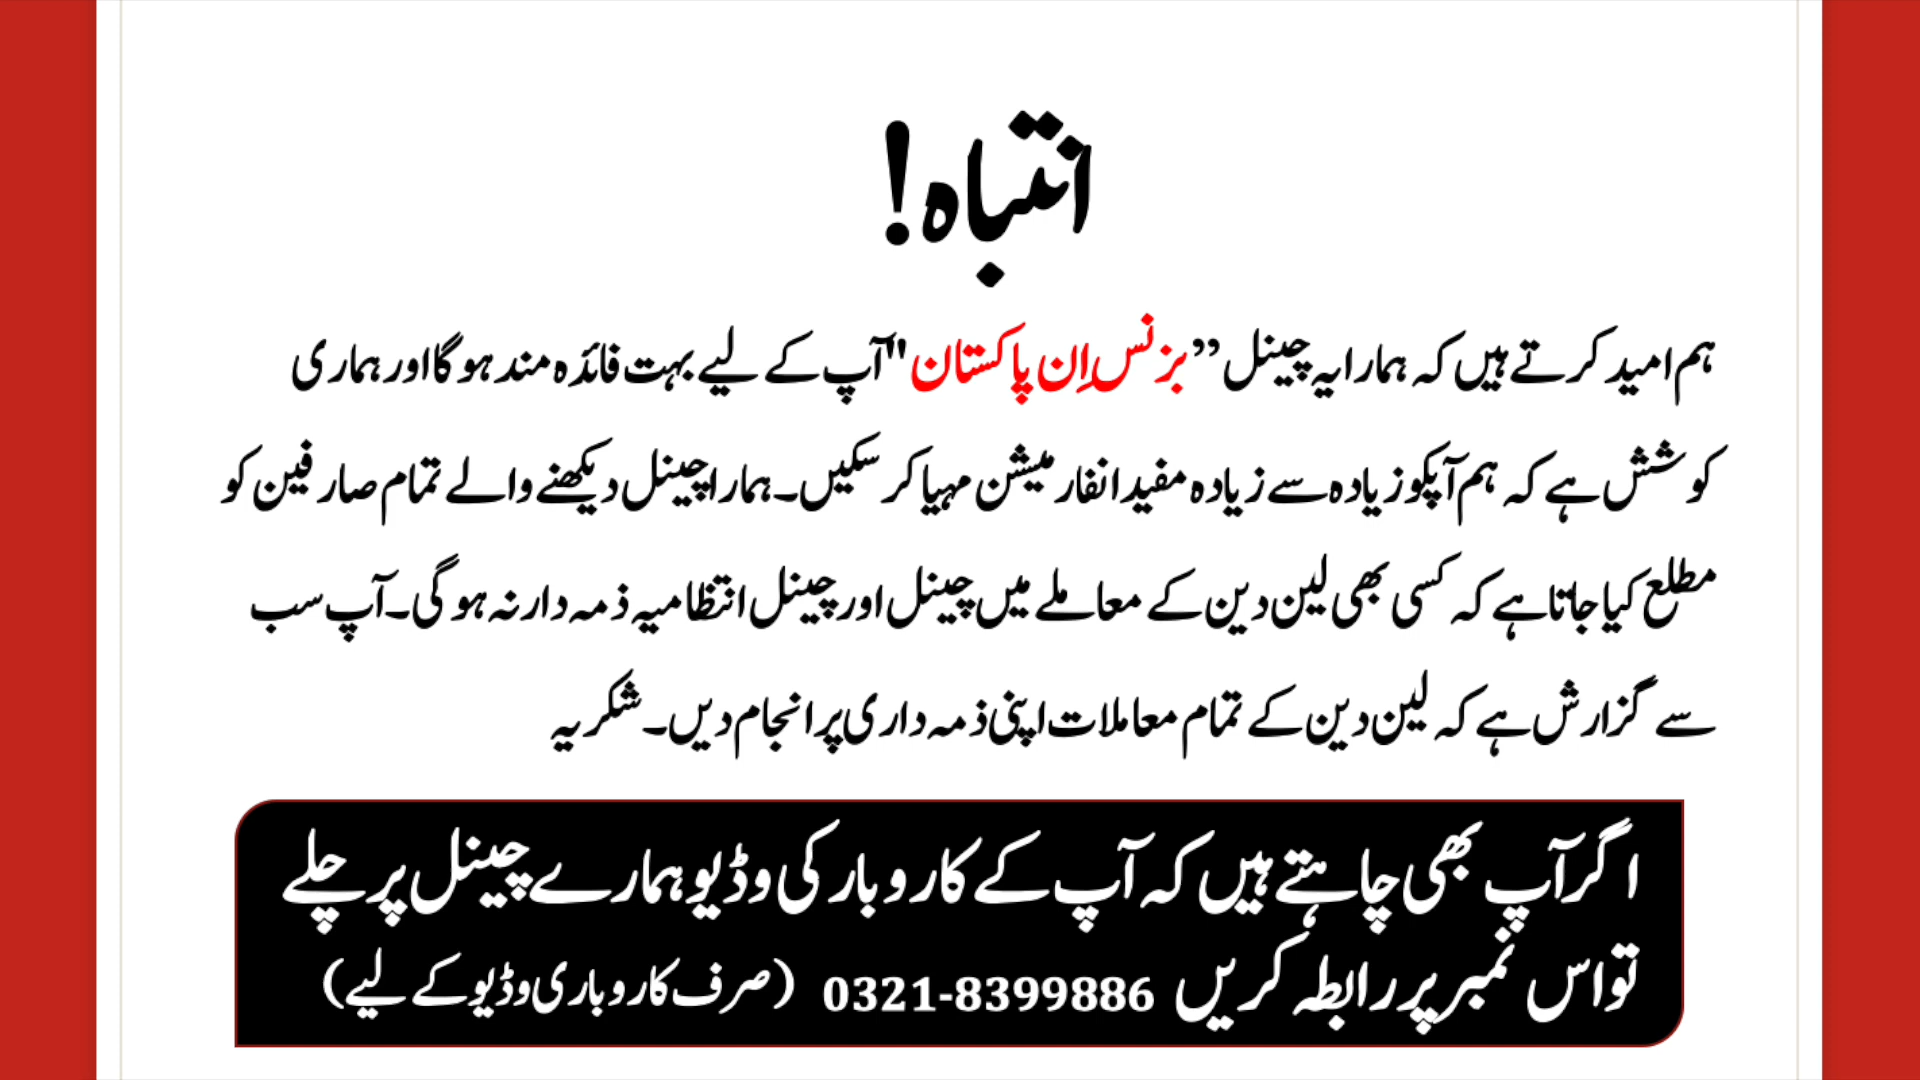 انتباہ!
ہم امید کرتے ہیں کہ ہمارا یہ چینل ’’بزنس اِن پاکستان" آپ کے لیے بہت فائدہ مند ہوگا اور ہماری
کوشش ہے کہ ہم آپکو زیادہ سے زیادہ مفید انفارمیشن مہیا کر سکیں۔ ہمارا چینل دیکھنے والے تمام صارفین کو
مطلع کیا جاتا ہے کہ کسی بھی لین دین کے معاملے میں چینل اور چینل انتظامیہ ذمہ دار نہ ہوگی۔ آپ سب
سے گزارش ہے کہ لین دین کے تمام معاملات اپنی ذمہ داری پر انجام دیں۔ شکریہ
اگر آپ بھی چاہتے ہیں کہ آپ کے کاروبار کی وڈیو ہمارے چینل پر چلے
تو اس نمبر پر رابطہ کریں 0321-8399886 (صرف کاروباری وڈیو کے لیے)